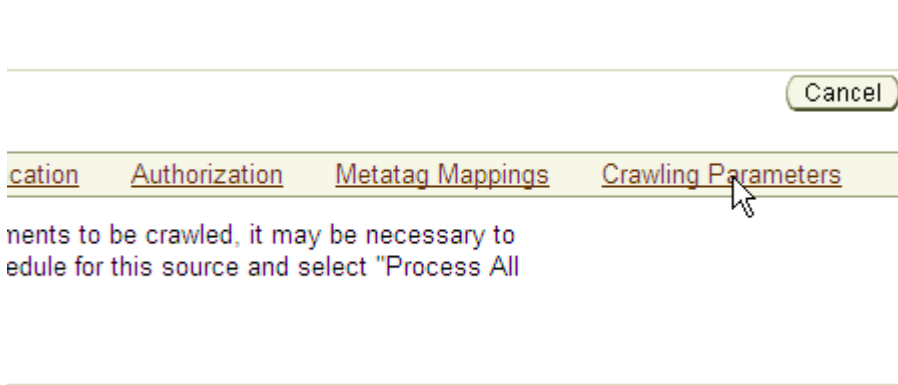 Cancel
cation Authorization Metatag Mappings Crawling Parameters
ments to be crawled, it may be necessary to
edule for this source and select "Process All